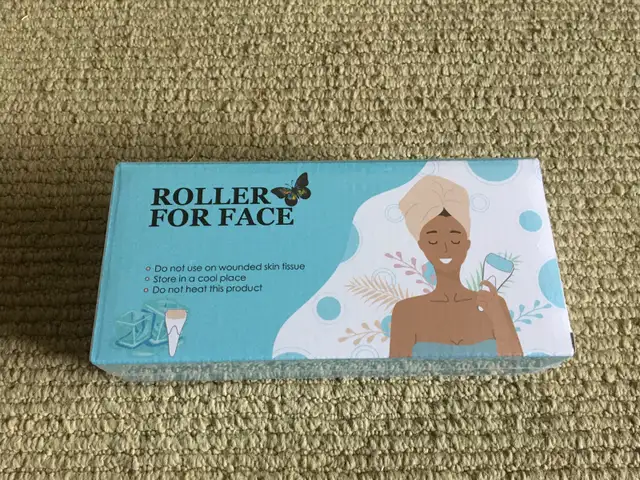 ROLLER
FOR FACE
Do not use on wounded skin tissue
Store in a cool place
Do not heat this product